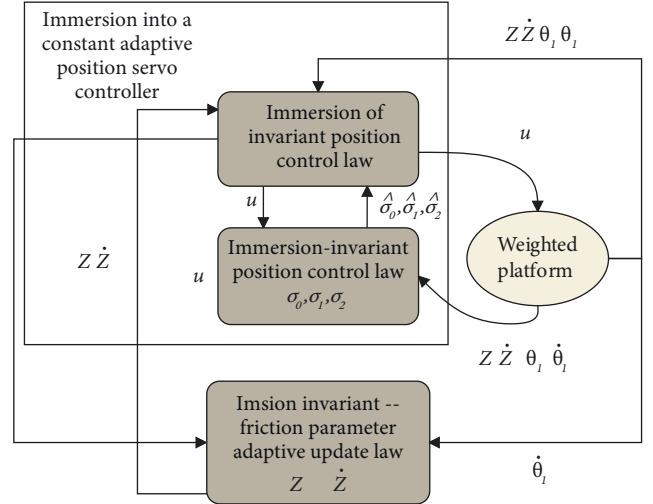 Immersion into a
constant adaptive
position servo
controller
Z Ż θ₁ θ₁
Immersion of
invariant position
control law
u
u
σ̂₀,σ̂₁,σ̂₂
Immersion-invariant
position control law
σ₀,σ₁,σ₂
u
Z Ż
Weighted
platform
Z Ż θ₁ θ̇₁
Imsion invariant --
friction parameter
adaptive update law
Z Ż
θ̇₁